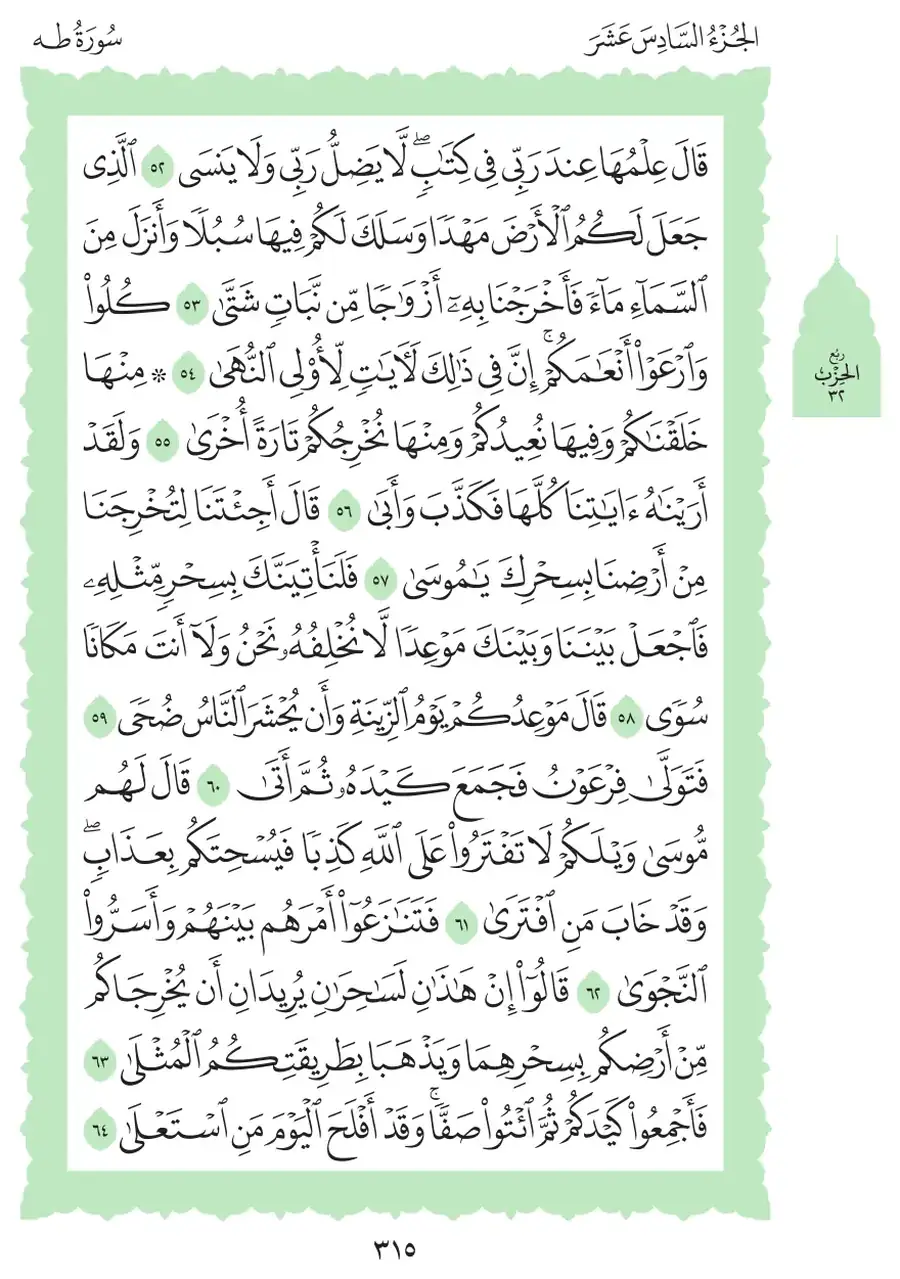 الجُزْءُ السَّادِسَ عَشَرَ
سُورَةُ طه
قَالَ عِلْمُهَا عِندَ رَبِّي فِي كِتَٰبٖۖ لَّا يَضِلُّ رَبِّي وَلَا يَنسَى ٥٢ ٱلَّذِي
جَعَلَ لَكُمُ ٱلْأَرْضَ مَهْدٗا وَسَلَكَ لَكُمْ فِيهَا سُبُلٗا وَأَنزَلَ مِنَ
ٱلسَّمَآءِ مَآءٗ فَأَخْرَجْنَا بِهِۦٓ أَزْوَٰجٗا مِّن نَّبَاتٖ شَتَّىٰ ٥٣ كُلُوا۟
وَٱرْعَوْا۟ أَنْعَٰمَكُمْۚ إِنَّ فِي ذَٰلِكَ لَأٓيَٰتٖ لِّأُو۟لِي ٱلنُّهَىٰ ٥٤ ۞ مِنْهَا
خَلَقْنَٰكُمْ وَفِيهَا نُعِيدُكُمْ وَمِنْهَا نُخْرِجُكُمْ تَارَةً أُخْرَىٰ ٥٥ وَلَقَدْ
أَرَيْنَٰهُ ءَايَٰتِنَا كُلَّهَا فَكَذَّبَ وَأَبَىٰ ٥٦ قَالَ أَجِئْتَنَا لِتُخْرِجَنَا
مِنْ أَرْضِنَا بِسِحْرِكَ يَٰمُوسَىٰ ٥٧ فَلَنَأْتِيَنَّكَ بِسِحْرٖ مِّثْلِهِۦ
فَٱجْعَلْ بَيْنَنَا وَبَيْنَكَ مَوْعِدٗا لَّا نُخْلِفُهُۥ نَحْنُ وَلَآ أَنتَ مَكَانٗا
سُوٗى ٥٨ قَالَ مَوْعِدُكُمْ يَوْمُ ٱلزِّينَةِ وَأَن يُحْشَرَ ٱلنَّاسُ ضُحٗى ٥٩
فَتَوَلَّىٰ فِرْعَوْنُ فَجَمَعَ كَيْدَهُۥ ثُمَّ أَتَىٰ ٦٠ قَالَ لَهُم
مُّوسَىٰ وَيْلَكُمْ لَا تَفْتَرُوا۟ عَلَى ٱللَّهِ كَذِبٗا فَيُسْحِتَكُم بِعَذَابٖۖ
وَقَدْ خَابَ مَنِ ٱفْتَرَىٰ ٦١ فَتَنَٰزَعُوٓا۟ أَمْرَهُم بَيْنَهُمْ وَأَسَرُّوا۟
ٱلنَّجْوَىٰ ٦٢ قَالُوٓا۟ إِنْ هَٰذَٰنِ لَسَٰحِرَٰنِ يُرِيدَانِ أَن يُخْرِجَاكُم
مِّنْ أَرْضِكُم بِسِحْرِهِمَا وَيَذْهَبَا بِطَرِيقَتِكُمُ ٱلْمُثْلَىٰ ٦٣
فَأَجْمِعُوا۟ كَيْدَكُمْ ثُمَّ ٱئْتُوا۟ صَفّٗاۚ وَقَدْ أَفْلَحَ ٱلْيَوْمَ مَنِ ٱسْتَعْلَىٰ ٦٤
رُبْع
الحِزْب
٣٢
٣١٥